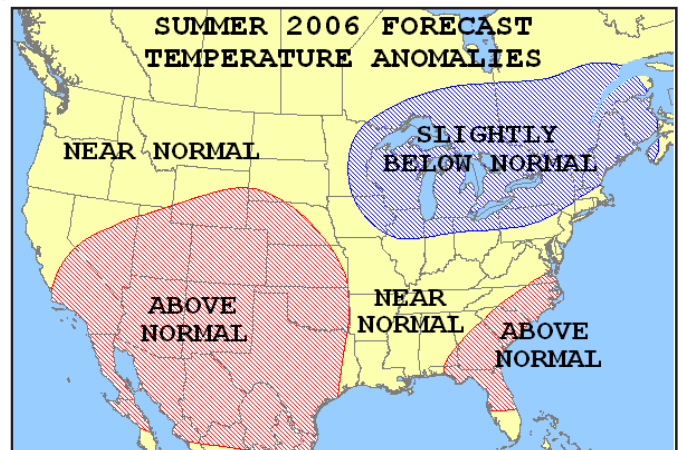 SUMMER 2006 FORECAST
TEMPERATURE ANOMALIES
NEAR NORMAL
SLIGHTLY
BELOW NORMAL
ABOVE
NORMAL
NEAR
NORMAL
ABOVE
NORMAL